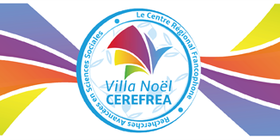 Le Centre Régional Francophone
Villa Noël
CEREFREA
Recherches Avancées en Sciences Sociales